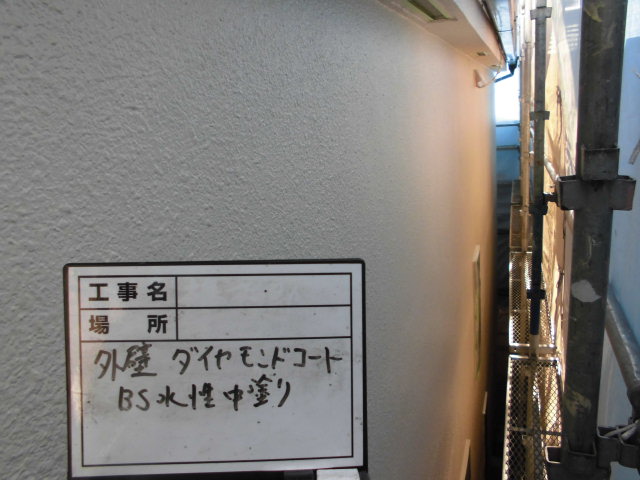 工事名
場所
外壁 ダイヤモンドコート
BS水性中塗り